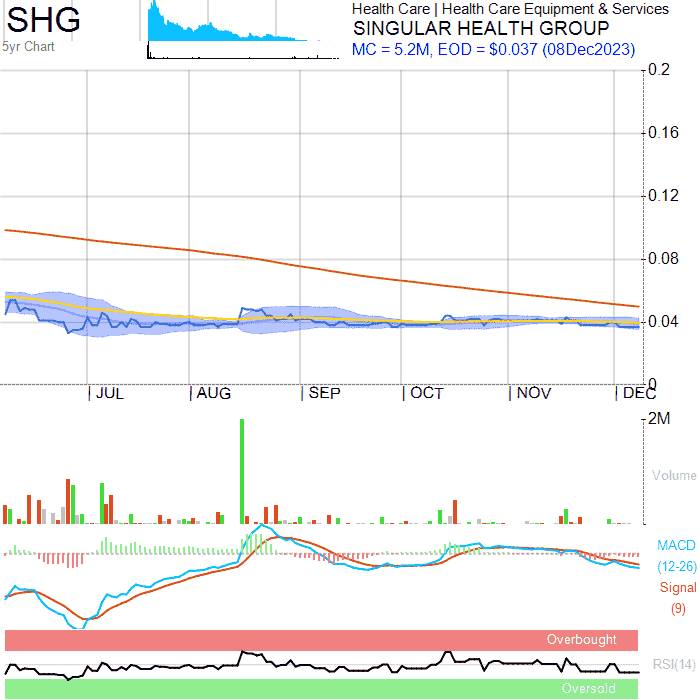 SHG
5yr Chart
Health Care | Health Care Equipment & Services
SINGULAR HEALTH GROUP
MC = 5.2M, EOD = $0.037 (08Dec2023)
0.2
0.16
0.12
0.08
0.04
0
JUL
AUG
SEP
OCT
NOV
DEC
2M
Volume
MACD
(12-26)
Signal
(9)
Overbought
RSI(14)
Oversold